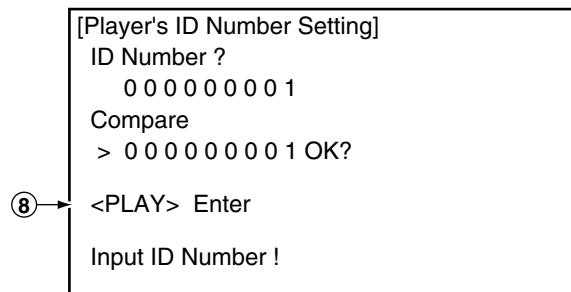 [Player's ID Number Setting]
ID Number ?
0 0 0 0 0 0 0 0 1
Compare
> 0 0 0 0 0 0 0 0 1 OK?
8 <PLAY> Enter
Input ID Number !